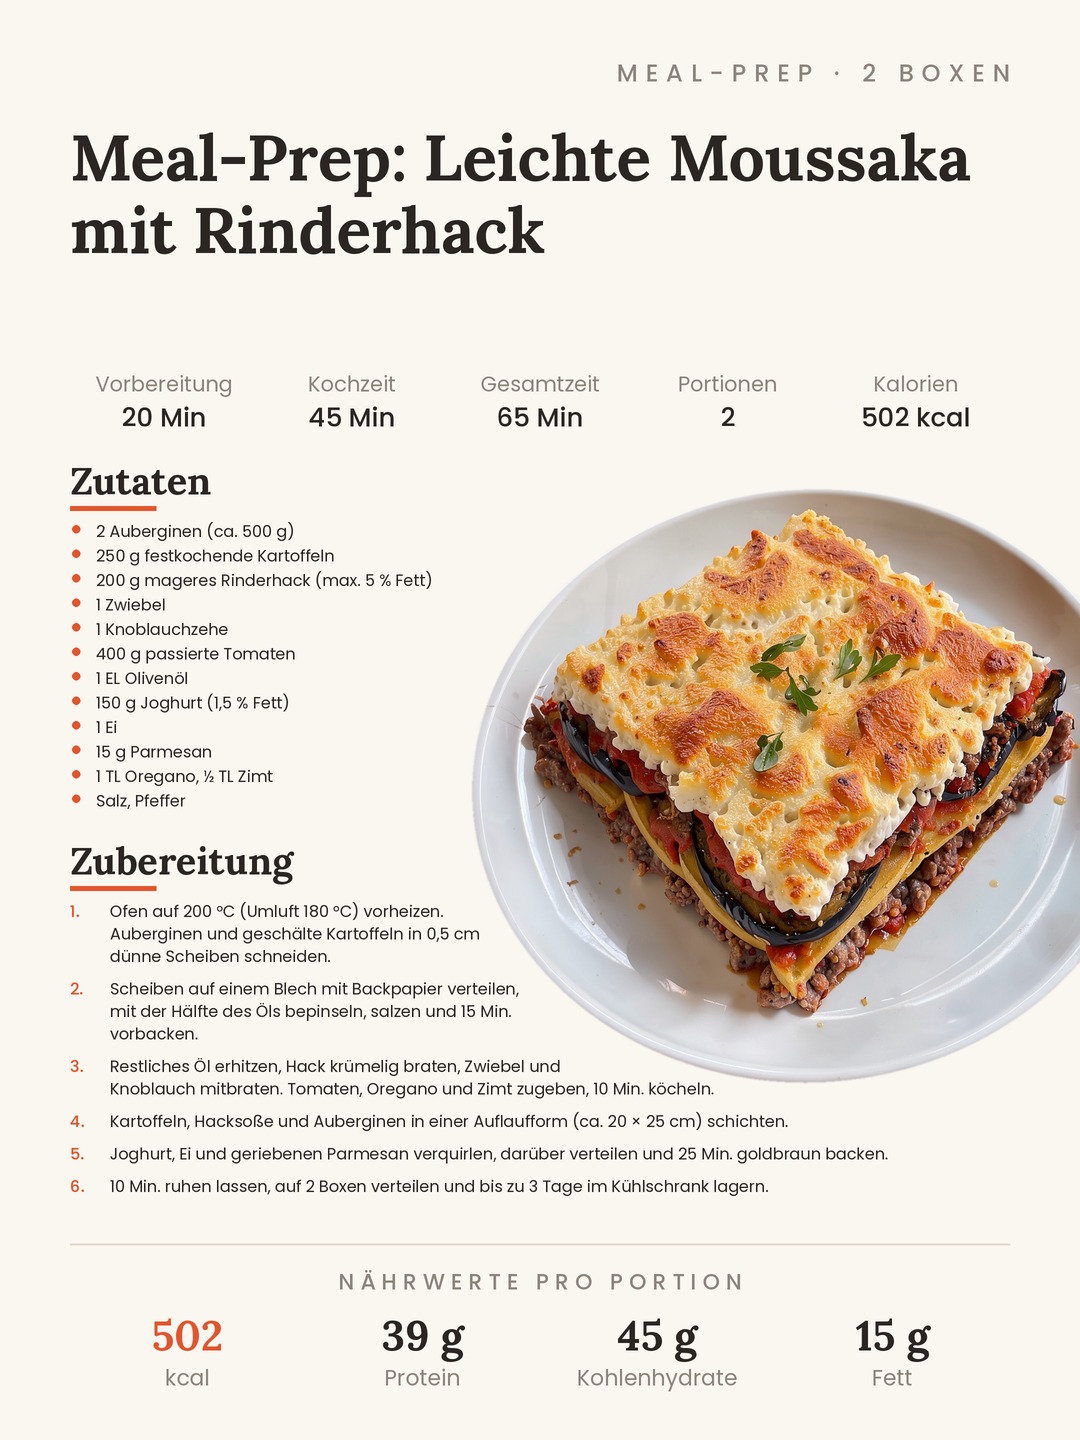 MEAL-PREP · 2 BOXEN
Meal-Prep: Leichte Moussaka
mit Rinderhack
Vorbereitung
20 Min
Kochzeit
45 Min
Gesamtzeit
65 Min
Portionen
2
Kalorien
502 kcal
Zutaten
2 Auberginen (ca. 500 g)
250 g festkochende Kartoffeln
200 g mageres Rinderhack (max. 5 % Fett)
1 Zwiebel
1 Knoblauchzehe
400 g passierte Tomaten
1 EL Olivenöl
150 g Joghurt (1,5 % Fett)
1 Ei
15 g Parmesan
1 TL Oregano, ½ TL Zimt
Salz, Pfeffer
Zubereitung
1. Ofen auf 200 °C (Umluft 180 °C) vorheizen.
Auberginen und geschälte Kartoffeln in 0,5 cm
dünne Scheiben schneiden.
2. Scheiben auf einem Blech mit Backpapier verteilen,
mit der Hälfte des Öls bepinseln, salzen und 15 Min.
vorbacken.
3. Restliches Öl erhitzen, Hack krümelig braten, Zwiebel und
Knoblauch mitbraten. Tomaten, Oregano und Zimt zugeben, 10 Min. köcheln.
4. Kartoffeln, Hacksoße und Auberginen in einer Auflaufform (ca. 20 × 25 cm) schichten.
5. Joghurt, Ei und geriebenen Parmesan verquirlen, darüber verteilen und 25 Min. goldbraun backen.
6. 10 Min. ruhen lassen, auf 2 Boxen verteilen und bis zu 3 Tage im Kühlschrank lagern.
NÄHRWERTE PRO PORTION
502
kcal
39 g
Protein
45 g
Kohlenhydrate
15 g
Fett